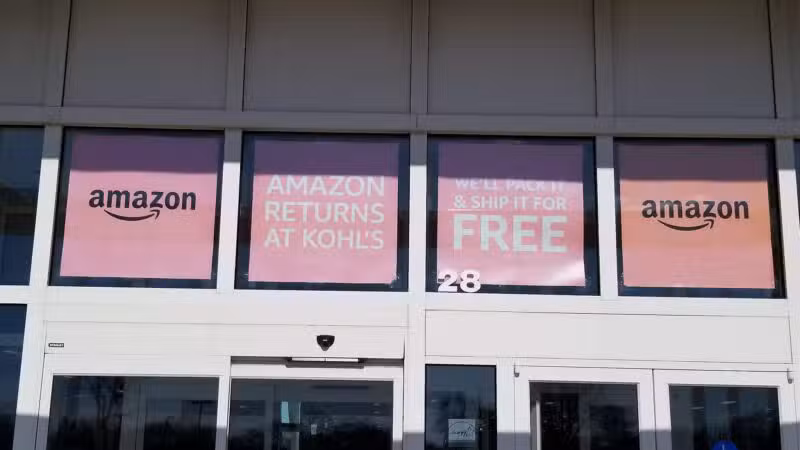 amazon
AMAZON
RETURNS
AT KOHL'S
WE'LL PACK IT
& SHIP IT FOR
FREE
28
amazon